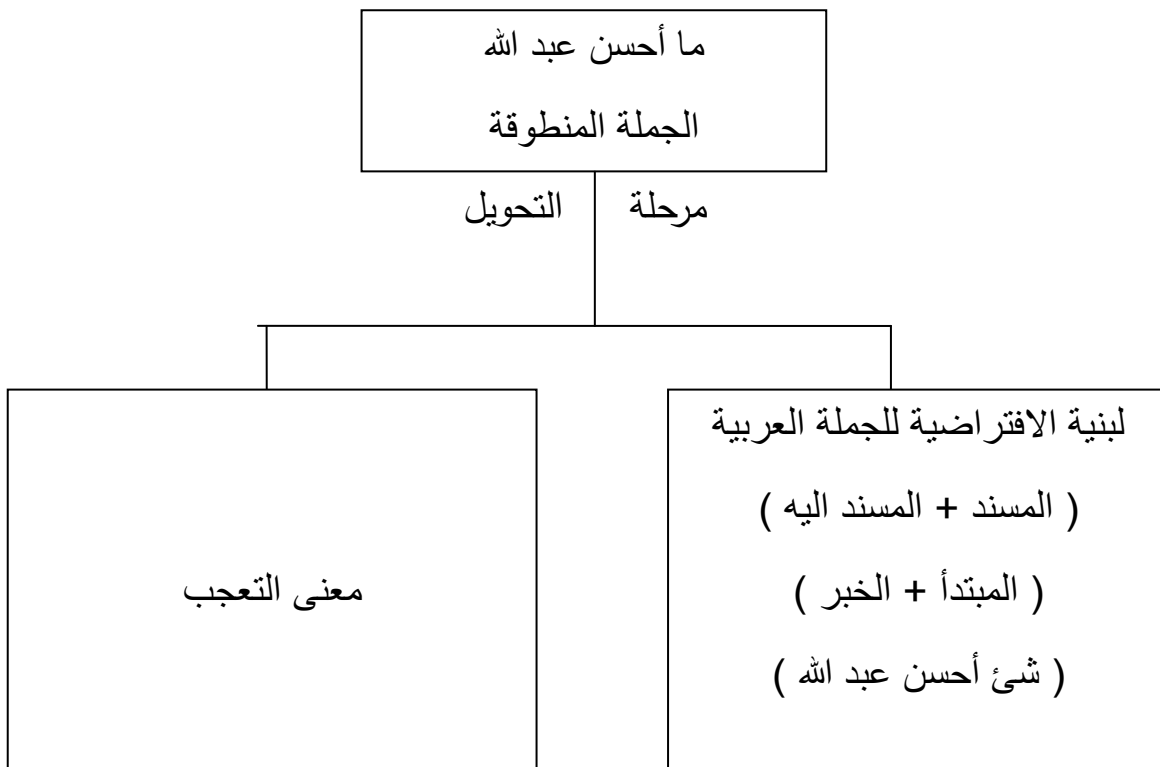 ما أحسن عبد الله
الجملة المنطوقة
مرحلة التحويل
لبنية الافتراضية للجملة العربية
( المسند + المسند اليه )
( المبتدأ + الخبر )
( شئ أحسن عبد الله )
معنى التعجب